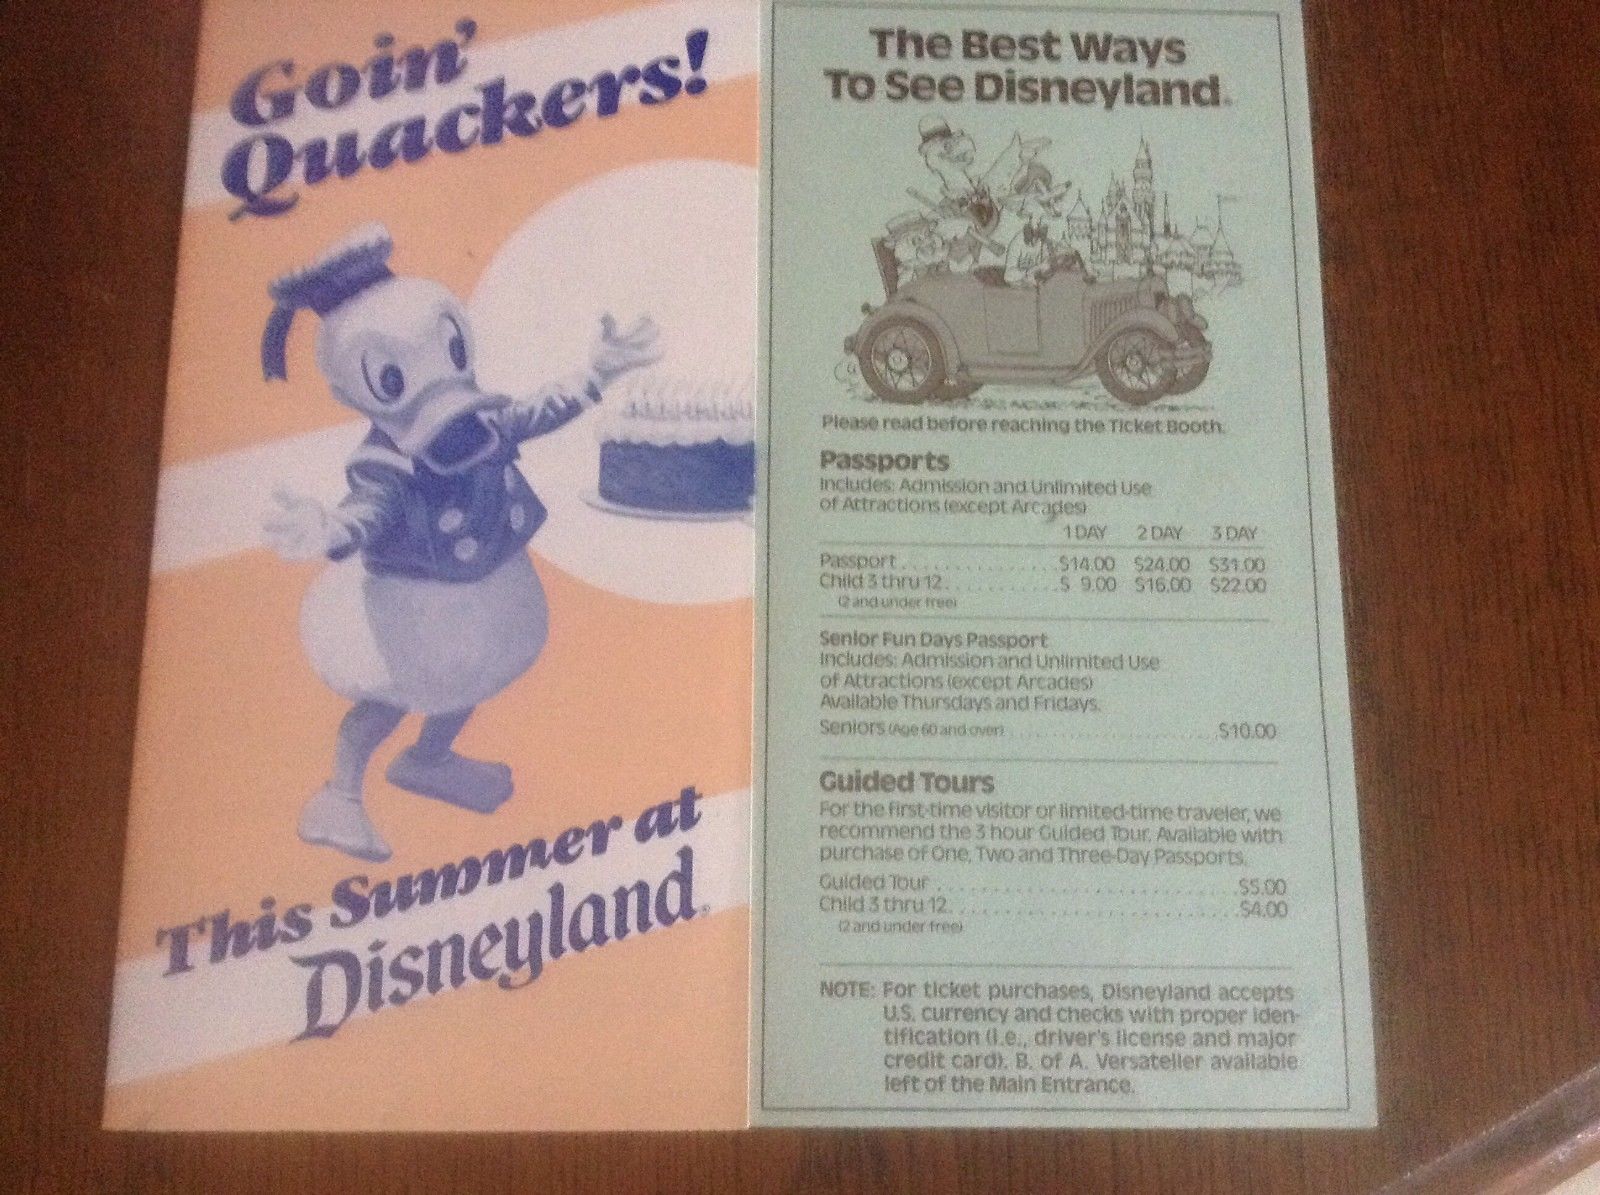 Goin'
Quackers!
This Summer at
Disneyland®
The Best Ways
To See Disneyland®
Please read before reaching the Ticket Booth.
Passports
Includes: Admission and Unlimited Use
of Attractions (except Arcades)
1 DAY 2 DAY 3 DAY
Passport..............$14.00 $24.00 $31.00
Child 3 thru 12..........$ 9.00 $16.00 $22.00
(2 and under free)
Senior Fun Days Passport
Includes: Admission and Unlimited Use
of Attractions (except Arcades)
Available Thursdays and Fridays.
Seniors (Age 60 and over)......................$10.00
Guided Tours
For the first-time visitor or limited-time traveler, we
recommend the 3 hour Guided Tour. Available with
purchase of One, Two and Three-Day Passports.
Guided Tour............................$5.00
Child 3 thru 12...........................$4.00
(2 and under free)
NOTE: For ticket purchases, Disneyland accepts
U.S. currency and checks with proper iden-
tification (i.e., driver's license and major
credit card). B. of A. Versateller available
left of the Main Entrance.